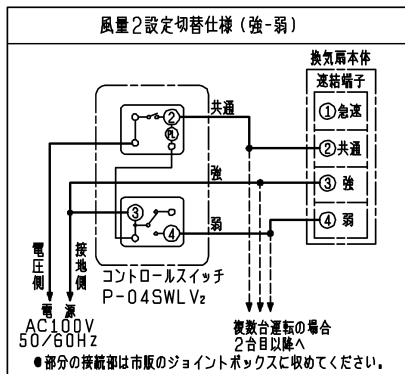 風量2設定切替仕様(強-弱)
換気扇本体
速結端子
①急速
②共通
③強
④弱
共通
強
弱
②
PL
③
④
コントロールスイッチ
P-04SWLV2
電圧側
接地側
電源
AC100V
50/60Hz
複数台運転の場合
2台目以降へ
●部分の接続部は市販のジョイントボックスに収めてください。